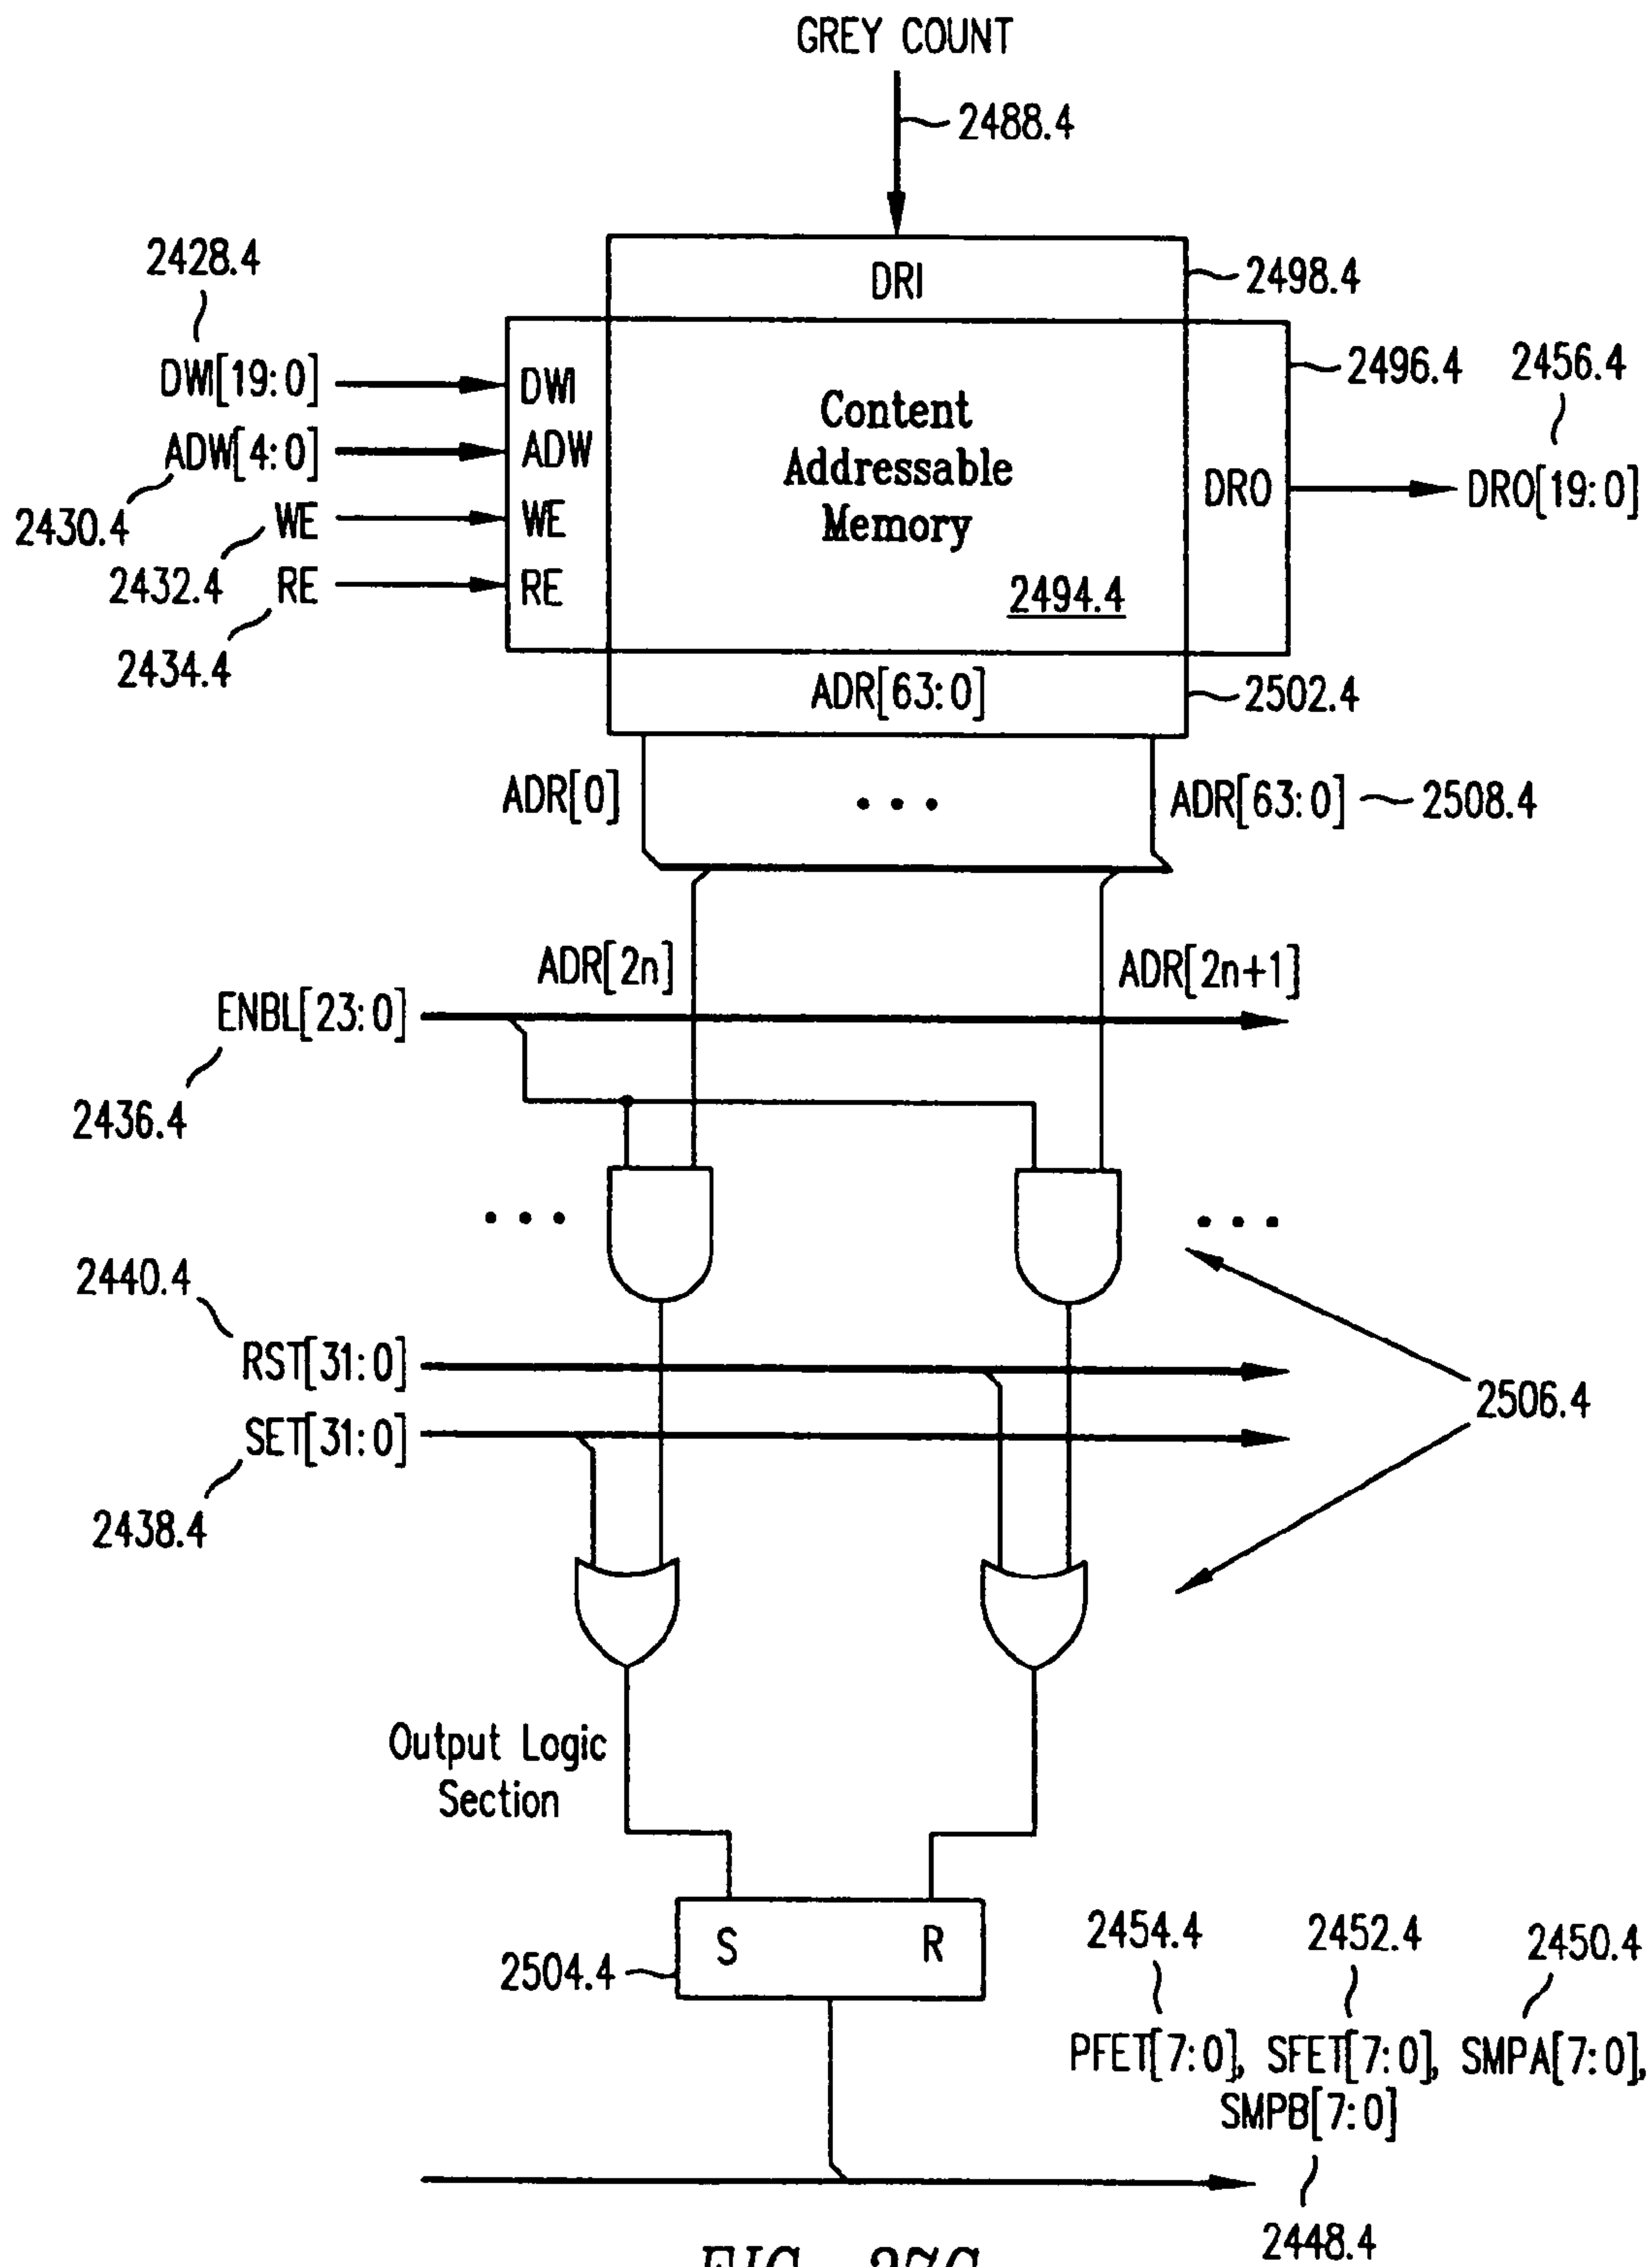 GREY COUNT
2488.4
2428.4
DRI
2498.4
DWI[19:0]
DWI
2496.4
2456.4
ADW[4:0]
ADW
Content
Addressable
Memory
DRO
DRO[19:0]
2430.4
WE
WE
2432.4
RE
RE
2494.4
2434.4
ADR[63:0]
2502.4
ADR[0]
• • •
ADR[63:0]
2508.4
ADR[2n]
ADR[2n+1]
ENBL[23:0]
2436.4
• • •
• • •
2440.4
RST[31:0]
2506.4
SET[31:0]
2438.4
Output Logic
Section
S
R
2504.4
2454.4
2452.4
2450.4
PFET[7:0], SFET[7:0], SMPA[7:0],
SMPB[7:0]
2448.4